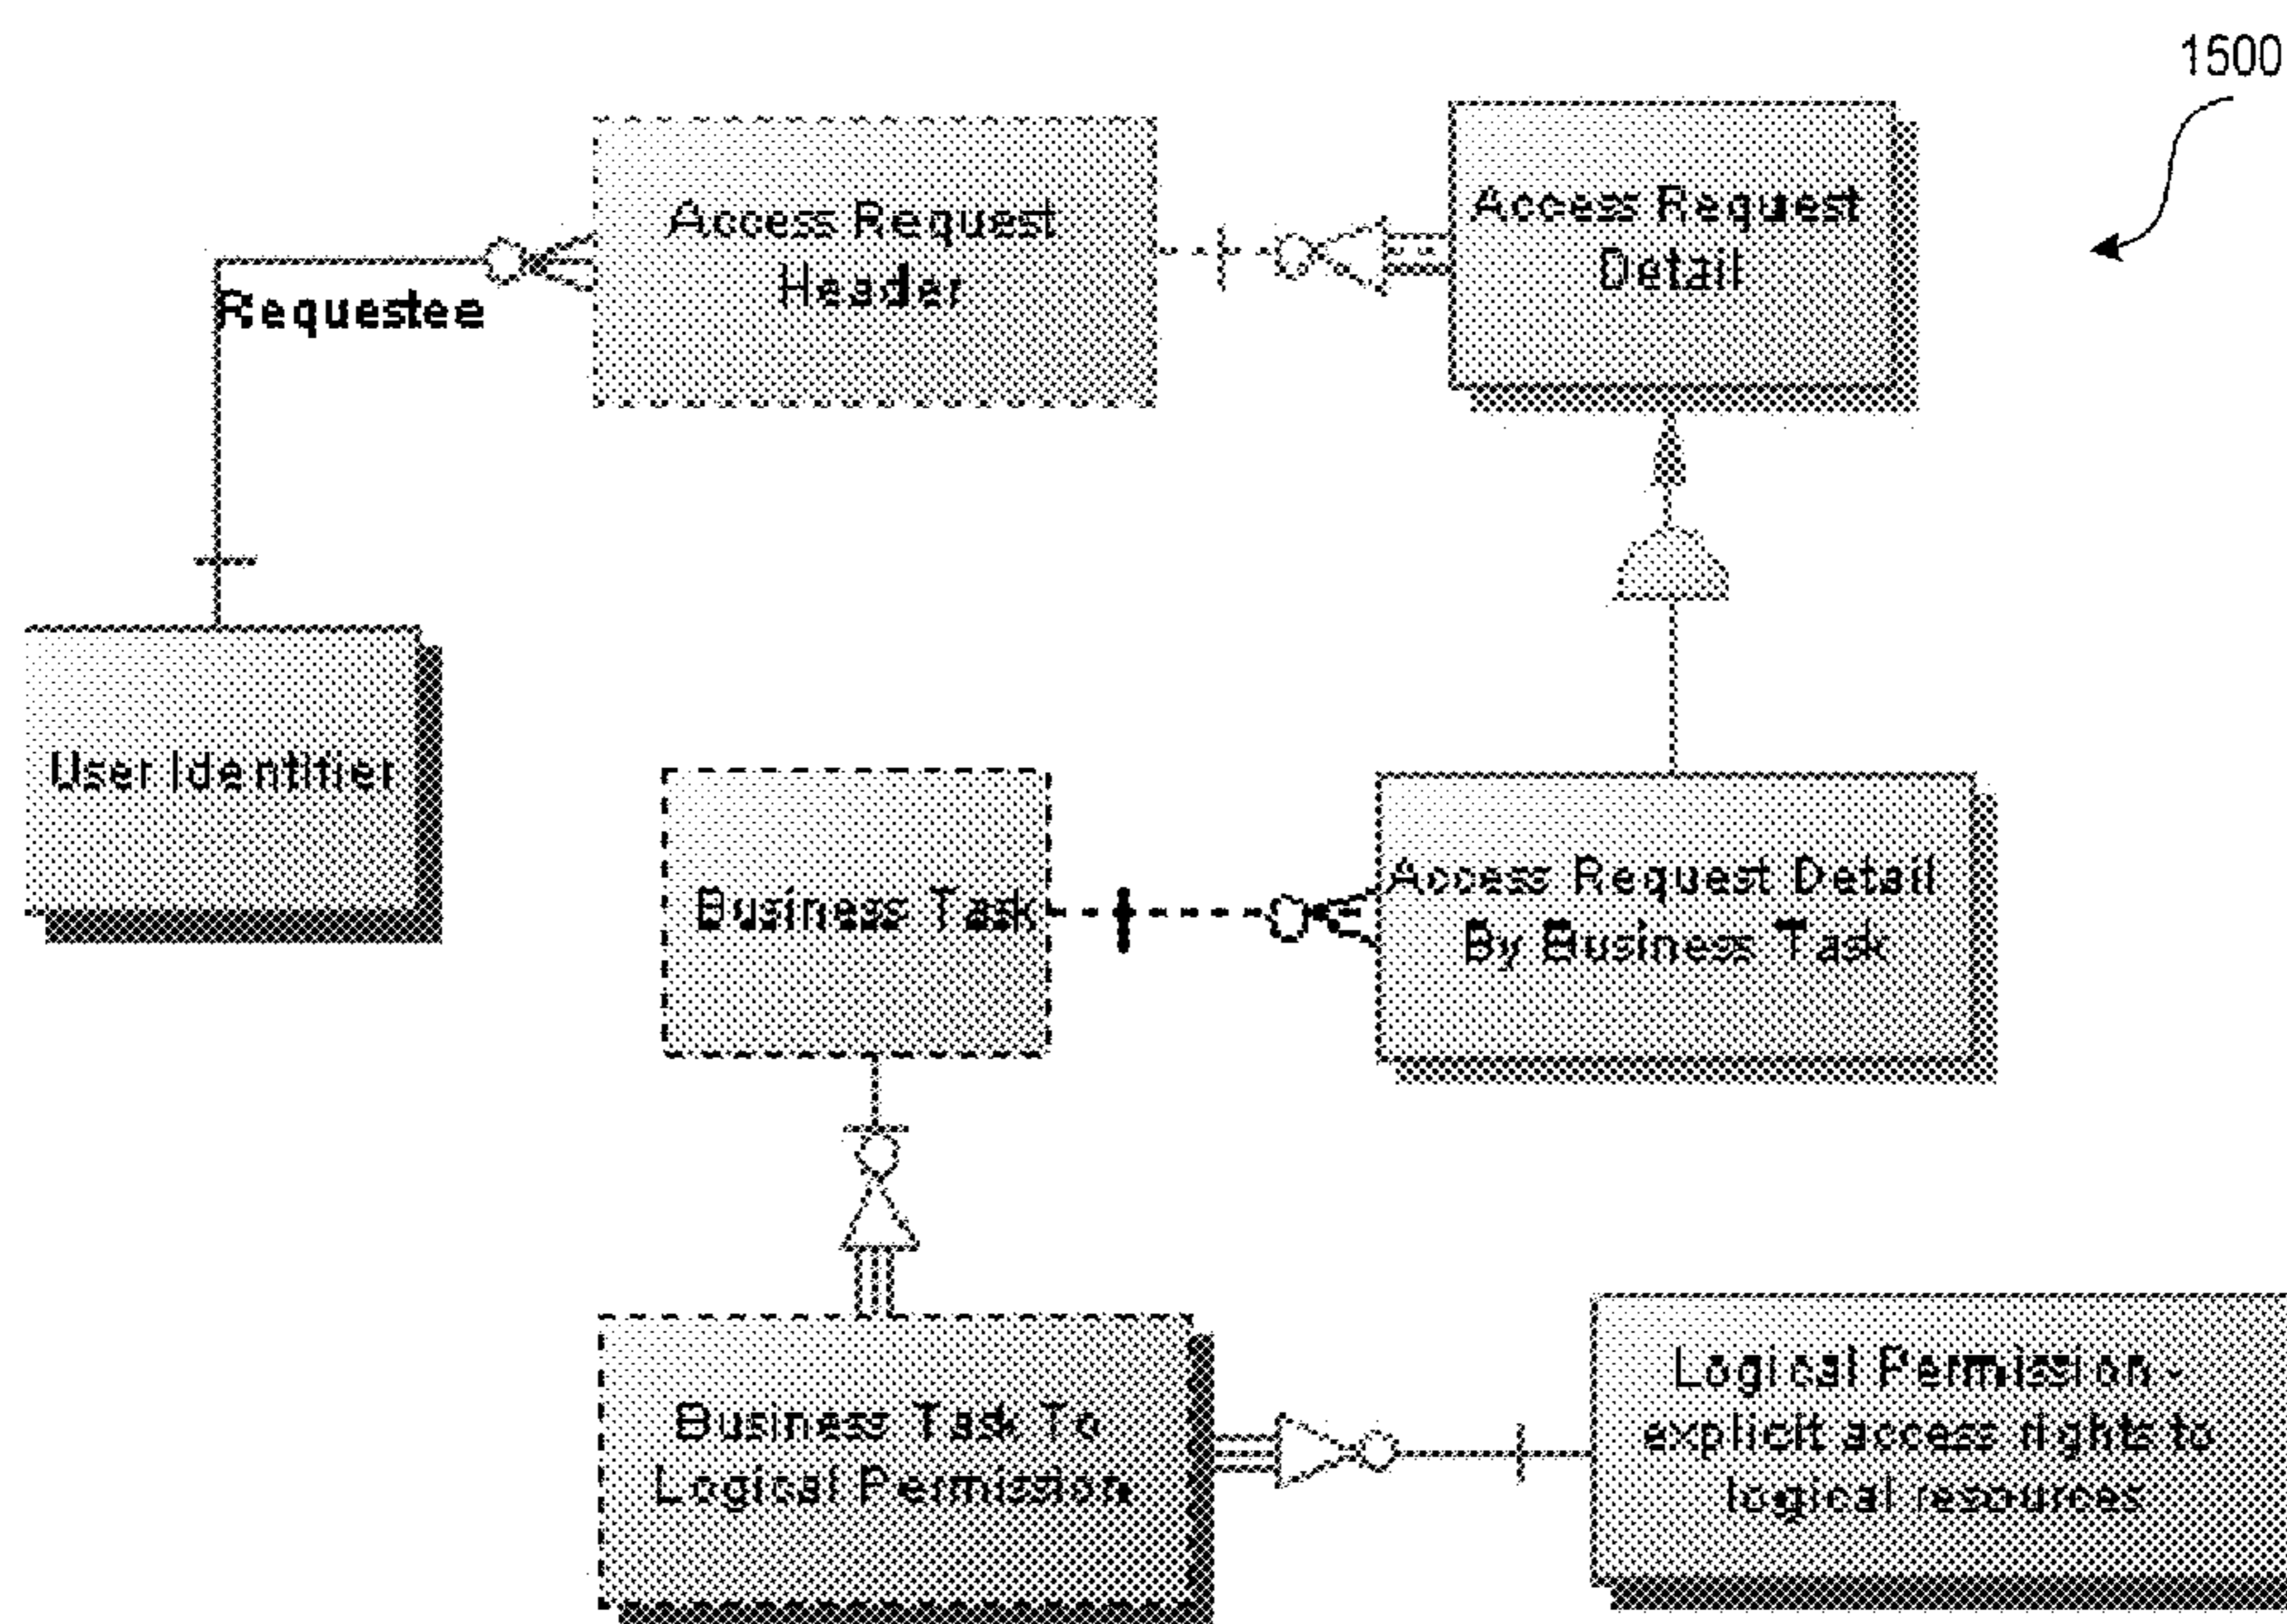 1500
Access Request
Header
Access Request
Detail
Requestee
User Identifier
Business Task
Access Request Detail
By Business Task
Business Task To
Logical Permission
Logical Permission -
explicit access rights to
logical resources